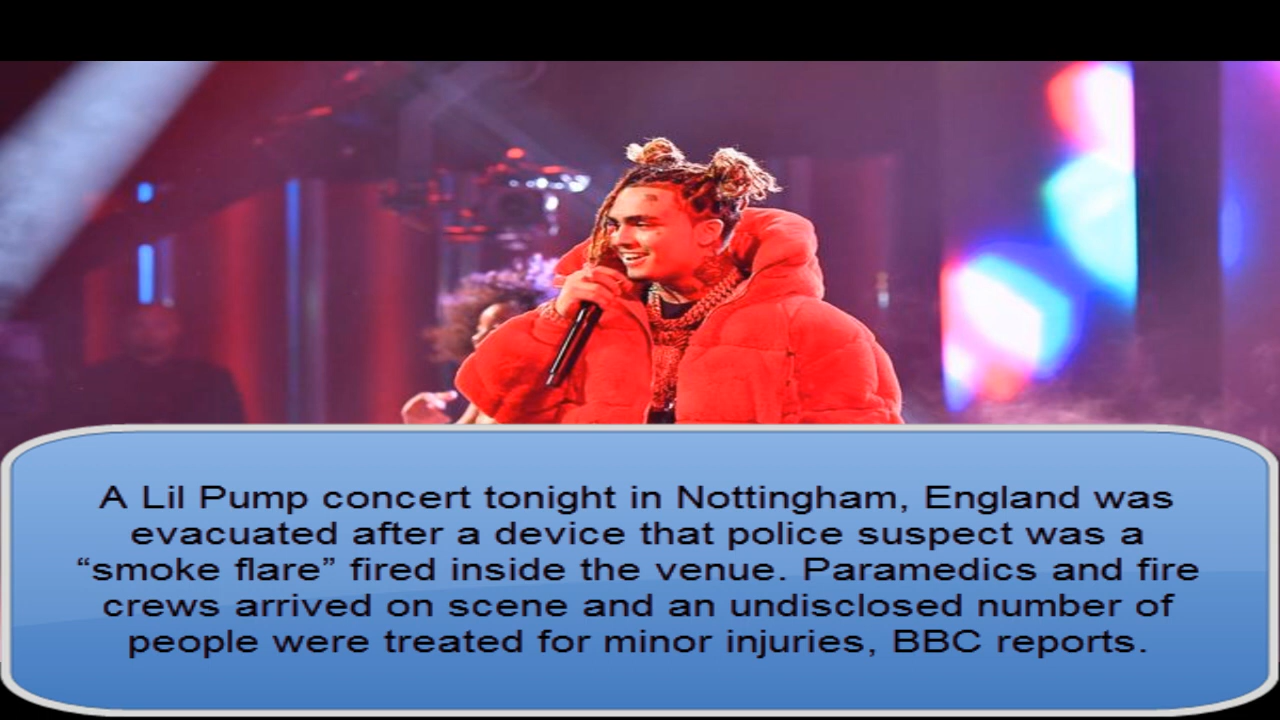 A Lil Pump concert tonight in Nottingham, England was
evacuated after a device that police suspect was a
“smoke flare” fired inside the venue. Paramedics and fire
crews arrived on scene and an undisclosed number of
people were treated for minor injuries, BBC reports.